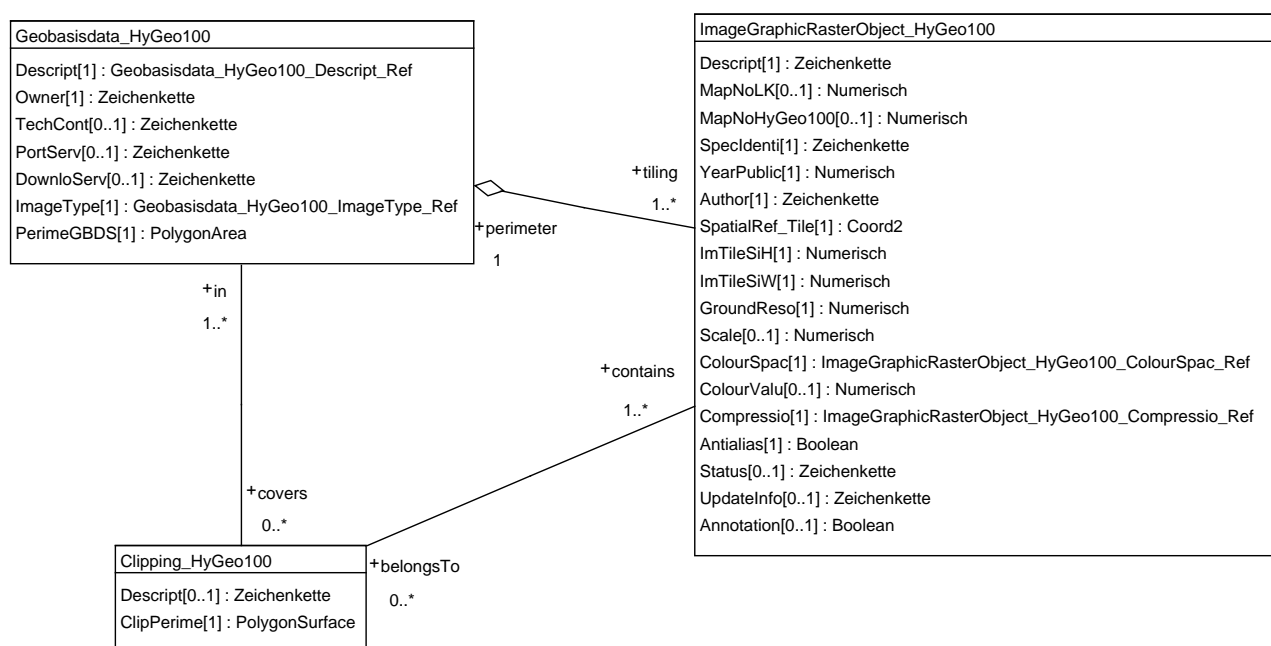 Geobasisdata_HyGeo100
Descript[1] : Geobasisdata_HyGeo100_Descript_Ref
Owner[1] : Zeichenkette
TechCont[0..1] : Zeichenkette
PortServ[0..1] : Zeichenkette
DownloServ[0..1] : Zeichenkette
ImageType[1] : Geobasisdata_HyGeo100_ImageType_Ref
PerimeGBDS[1] : PolygonArea
+perimeter
1
+tiling
1..*
ImageGraphicRasterObject_HyGeo100
Descript[1] : Zeichenkette
MapNoLK[0..1] : Numerisch
MapNoHyGeo100[0..1] : Numerisch
SpecIdenti[1] : Zeichenkette
YearPublic[1] : Numerisch
Author[1] : Zeichenkette
SpatialRef_Tile[1] : Coord2
ImTileSiH[1] : Numerisch
ImTileSiW[1] : Numerisch
GroundReso[1] : Numerisch
Scale[0..1] : Numerisch
ColourSpac[1] : ImageGraphicRasterObject_HyGeo100_ColourSpac_Ref
ColourValu[0..1] : Numerisch
Compressio[1] : ImageGraphicRasterObject_HyGeo100_Compressio_Ref
Antialias[1] : Boolean
Status[0..1] : Zeichenkette
UpdateInfo[0..1] : Zeichenkette
Annotation[0..1] : Boolean
+in
1..*
+contains
1..*
+covers
0..*
+belongsTo
0..*
Clipping_HyGeo100
Descript[0..1] : Zeichenkette
ClipPerime[1] : PolygonSurface